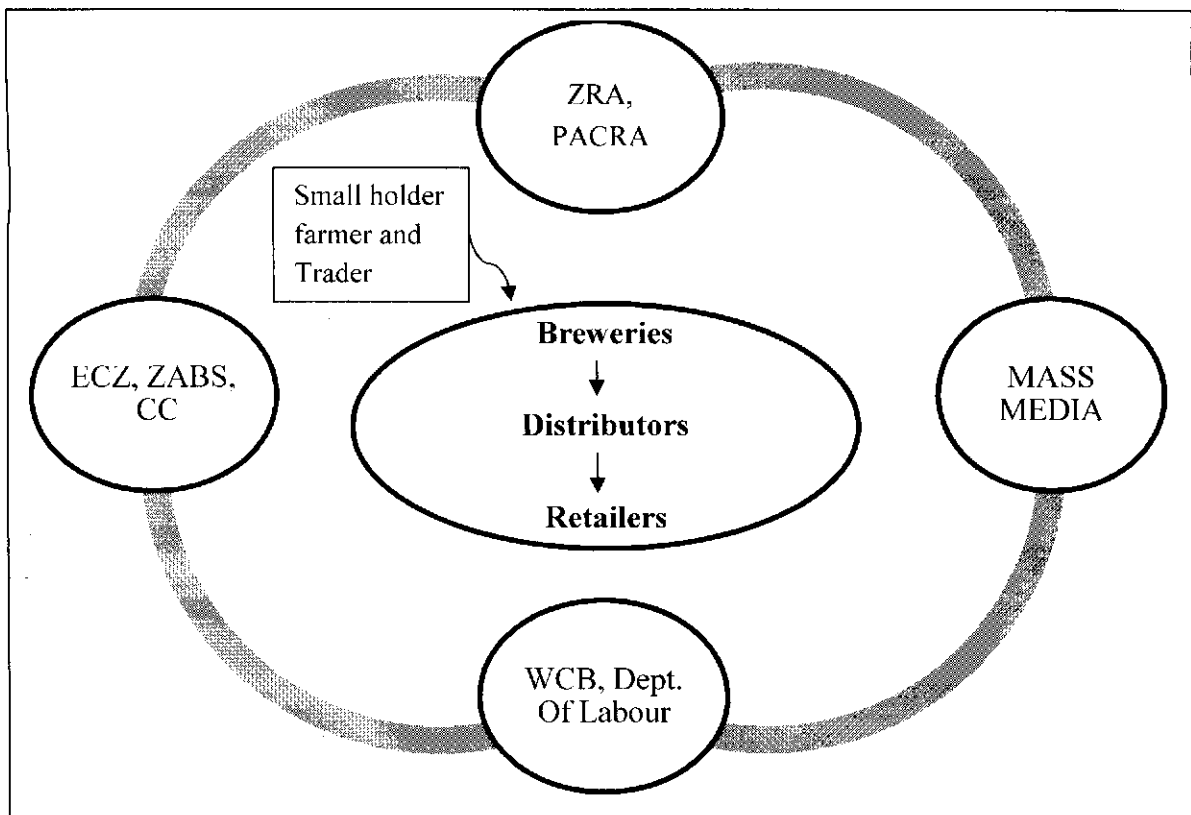 ZRA,
PACRA
Small holder
farmer and
Trader
Breweries
ECZ, ZABS,
CC
Distributors
MASS
MEDIA
Retailers
WCB, Dept.
Of Labour